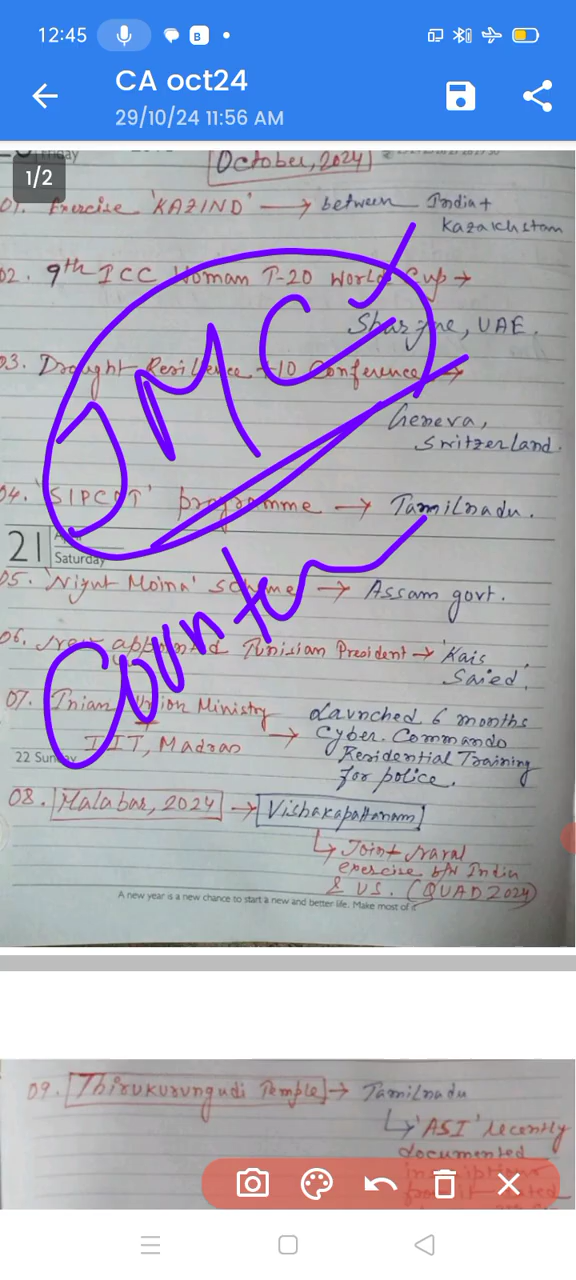 12:45
CA oct24
29/10/24 11:56 AM
1/2
October, 2024
01. Exercise 'KAZIND' → between India +
Kazakhstan
02. 9th ICC Woman T-20 World Cup →
Sharjhe, UAE.
03. Drought Resilience +10 Conference →
Geneva,
Switzerland.
04. 'SIPCOT' programme → Tamilnadu.
21 Saturday
05. 'Nijut Moina' scheme → Assam govt.
06. New appointed Tunisian President → 'Kais
Saied'
07. Union Ministry
IIT, Madras → Launched 6 months
Cyber Commando
Residential Training
for police.
22 Sunday
08. Malabar, 2024 → Vishakapattanam
↳ Joint Naval
exercise b/w India
& US. (QUAD 2024)
A new year is a new chance to start a new and better life. Make most of it
JMC
Counter
09. Thirukurungudi Temple → Tamilnadu
↳ 'ASI' recently
documented